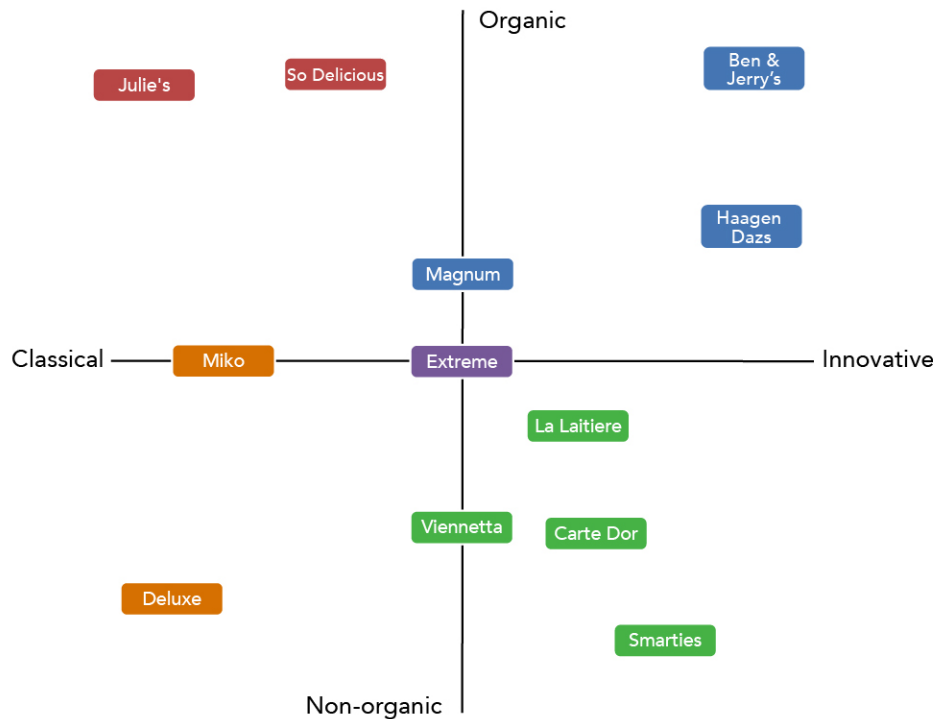 Organic
Ben &
Jerry’s
So Delicious
Julie's
Haagen
Dazs
Magnum
Classical
Miko
Extreme
Innovative
La Laitiere
Viennetta
Carte Dor
Deluxe
Smarties
Non-organic